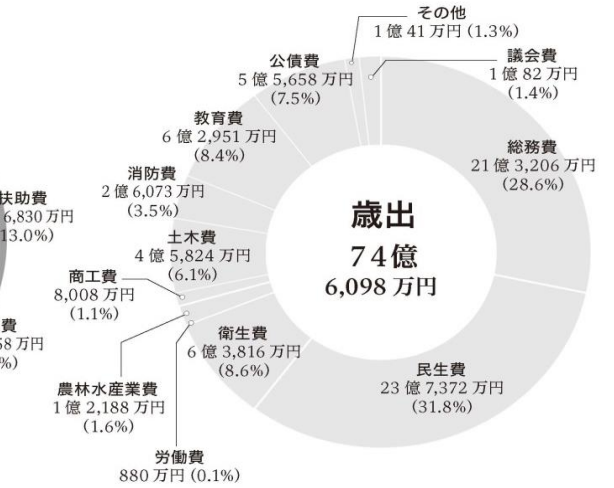 その他
1億41万円(1.3%)
議会費
1億82万円
(1.4%)
公債費
5億5,658万円
(7.5%)
総務費
21億3,206万円
(28.6%)
教育費
6億2,951万円
(8.4%)
消防費
2億6,073万円
(3.5%)
扶助費
6,830万円
13.0%)
土木費
4億5,824万円
(6.1%)
歳出
74億
6,098万円
商工費
8,008万円
(1.1%)
費
58万円
%)
衛生費
6億3,816万円
(8.6%)
民生費
23億7,372万円
(31.8%)
農林水産業費
1億2,188万円
(1.6%)
労働費
880万円(0.1%)